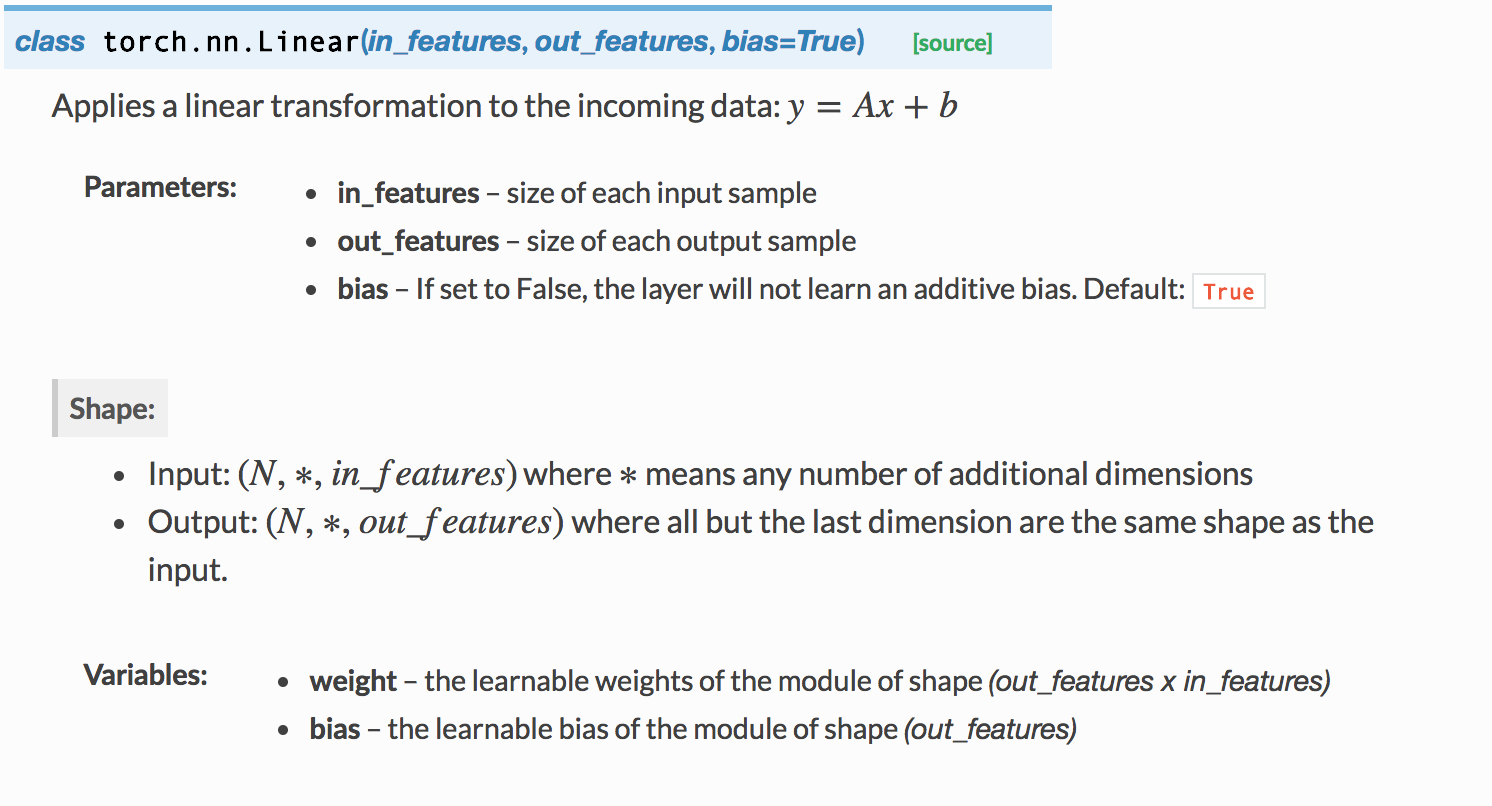 class torch.nn.Linear(in_features, out_features, bias=True) [source]
Applies a linear transformation to the incoming data: y = Ax + b
Parameters:
• in_features – size of each input sample
• out_features – size of each output sample
• bias – If set to False, the layer will not learn an additive bias. Default: True
Shape:
• Input: (N, ∗, in_features) where ∗ means any number of additional dimensions
• Output: (N, ∗, out_features) where all but the last dimension are the same shape as the
input.
Variables:
• weight – the learnable weights of the module of shape (out_features x in_features)
• bias – the learnable bias of the module of shape (out_features)